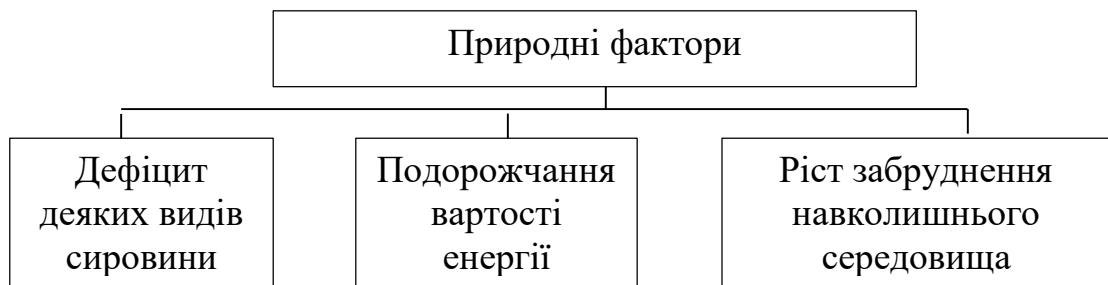 Природні фактори
Дефіцит
деяких видів
сировини
Подорожчання
вартості
енергії
Ріст забруднення
навколишнього
середовища